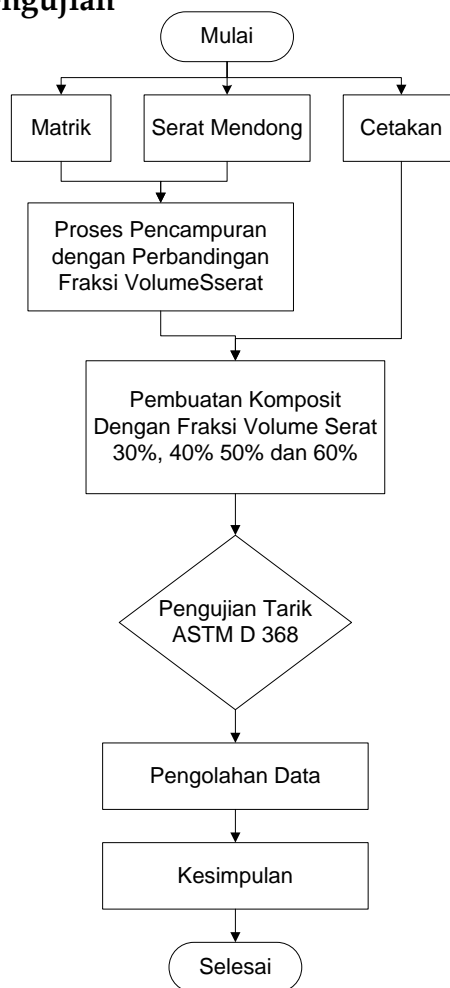 engujian
Mulai
Matrik
Serat Mendong
Cetakan
Proses Pencampuran
dengan Perbandingan
Fraksi VolumeSserat
Pembuatan Komposit
Dengan Fraksi Volume Serat
30%, 40% 50% dan 60%
Pengujian Tarik
ASTM D 368
Pengolahan Data
Kesimpulan
Selesai